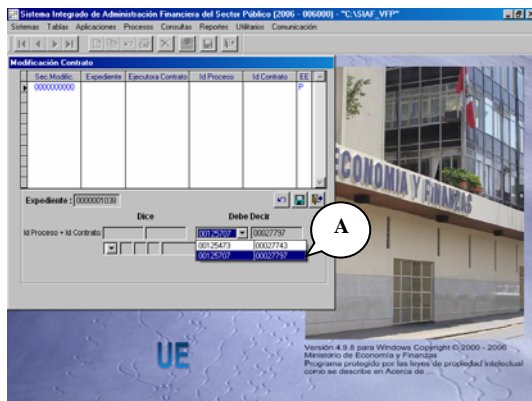 Sistema Integrado de Administración Financiera del Sector Público (2006 - 006000) - "C:\SIAF_VFP"
Sistemas Tablas Aplicaciones Procesos Consultas Reportes Utilitarios Comunicación
Modificación Contrato
Sec.Modific. Expediente Ejecutora Contrato Id Proceso Id Contrato EE
0000000000 P
ECONOMIA Y FINANZAS
Expediente : 0000001038
Dice Debe Decir
Id Proceso + Id Contrato: 00125707 00027797
00125473 00027743
00125707 00027797
A
UE
Versión 4.9.8 para Windows Copyright © 2000 - 2006
Ministerio de Economía y Finanzas
Programa protegido por las leyes de propiedad intelectual
como se describe en Acerca de ...